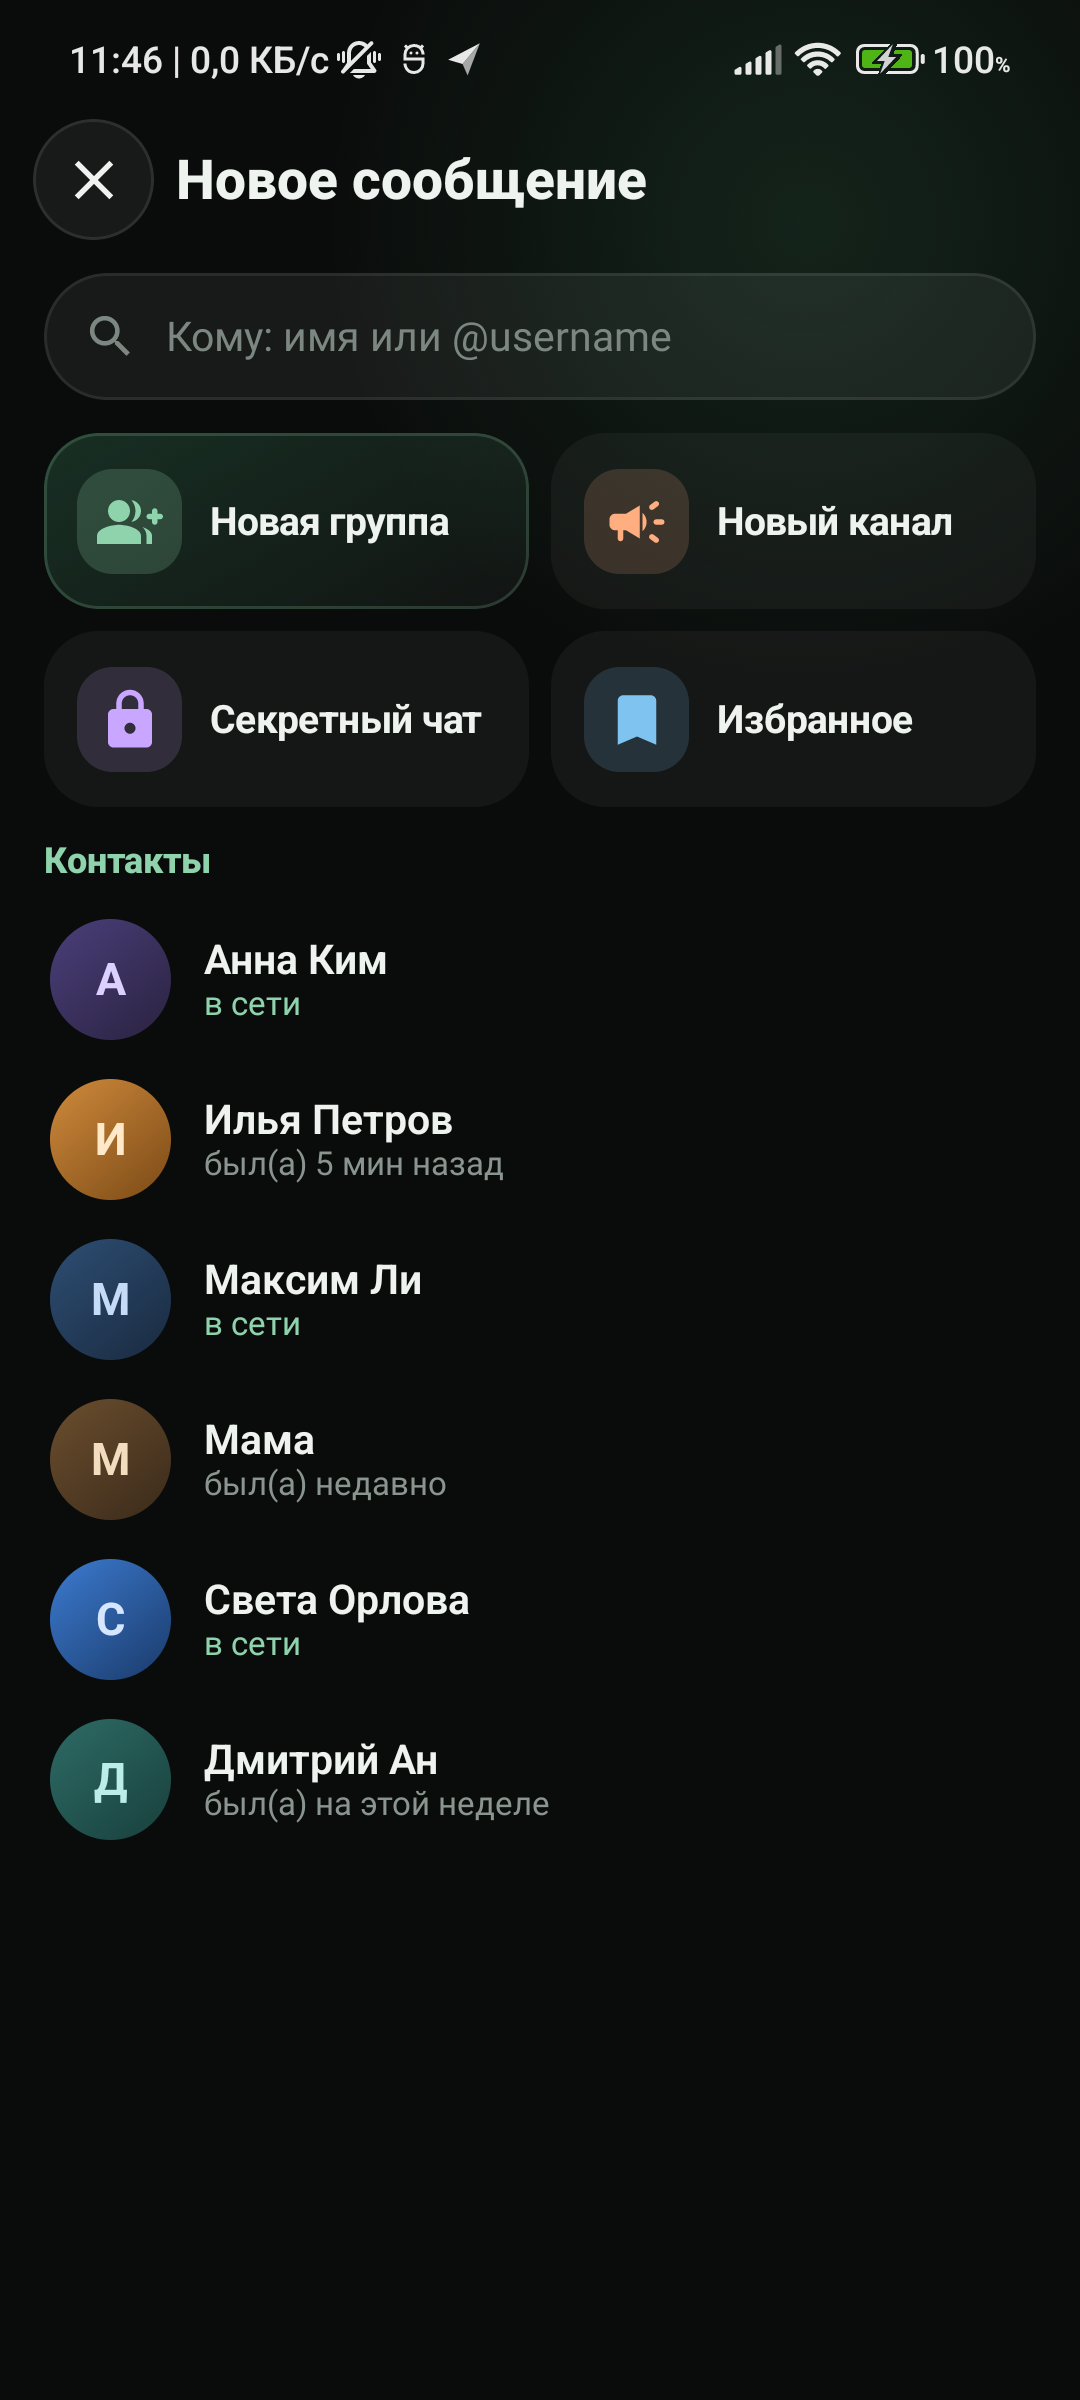 11:46 | 0,0 КБ/с 100%
Новое сообщение
Кому: имя или @username
Новая группа
Новый канал
Секретный чат
Избранное
Контакты
А
Анна Ким
в сети
И
Илья Петров
был(а) 5 мин назад
М
Максим Ли
в сети
М
Мама
был(а) недавно
С
Света Орлова
в сети
Д
Дмитрий Ан
был(а) на этой неделе